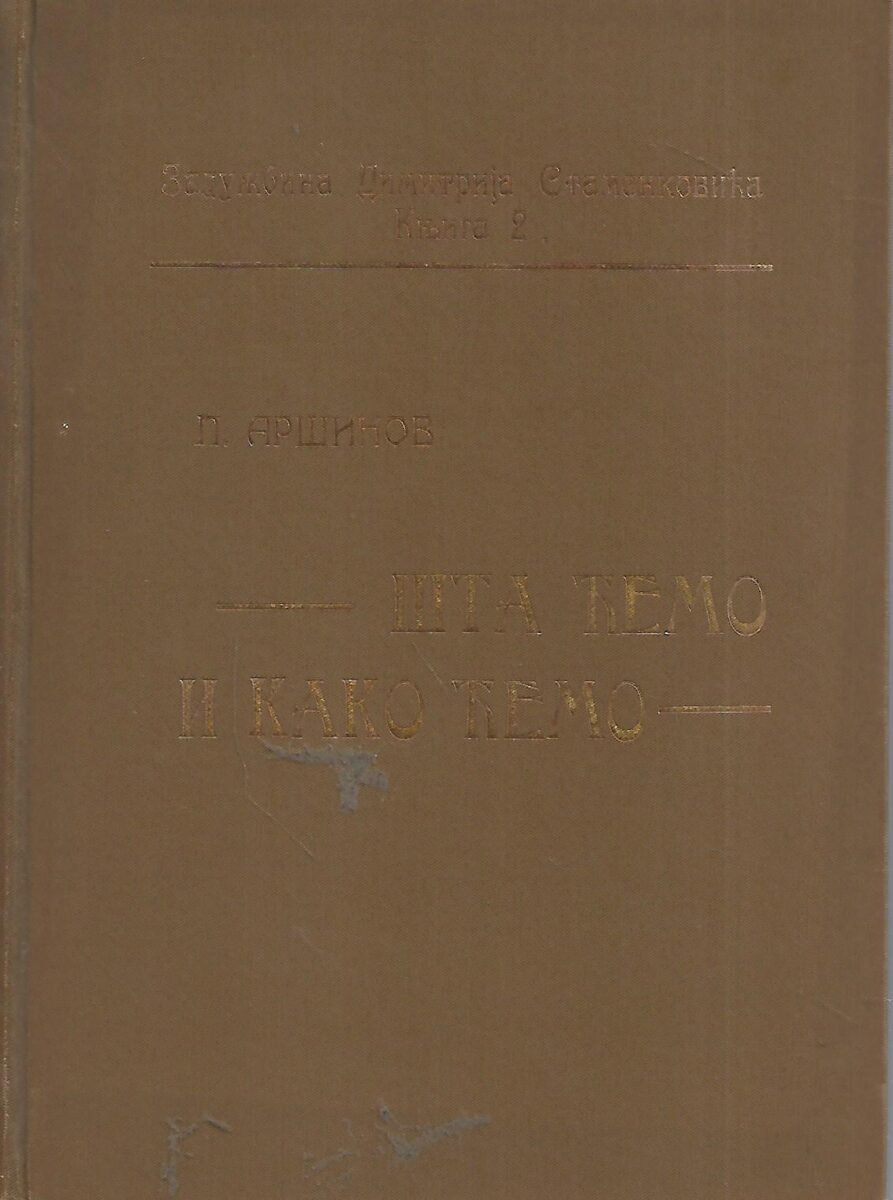 Задужбина Димитрија Стаменковића
Књига 2.
П. АРШИНОВ
— ШТА ЋЕМО
И КАКО ЋЕМО —